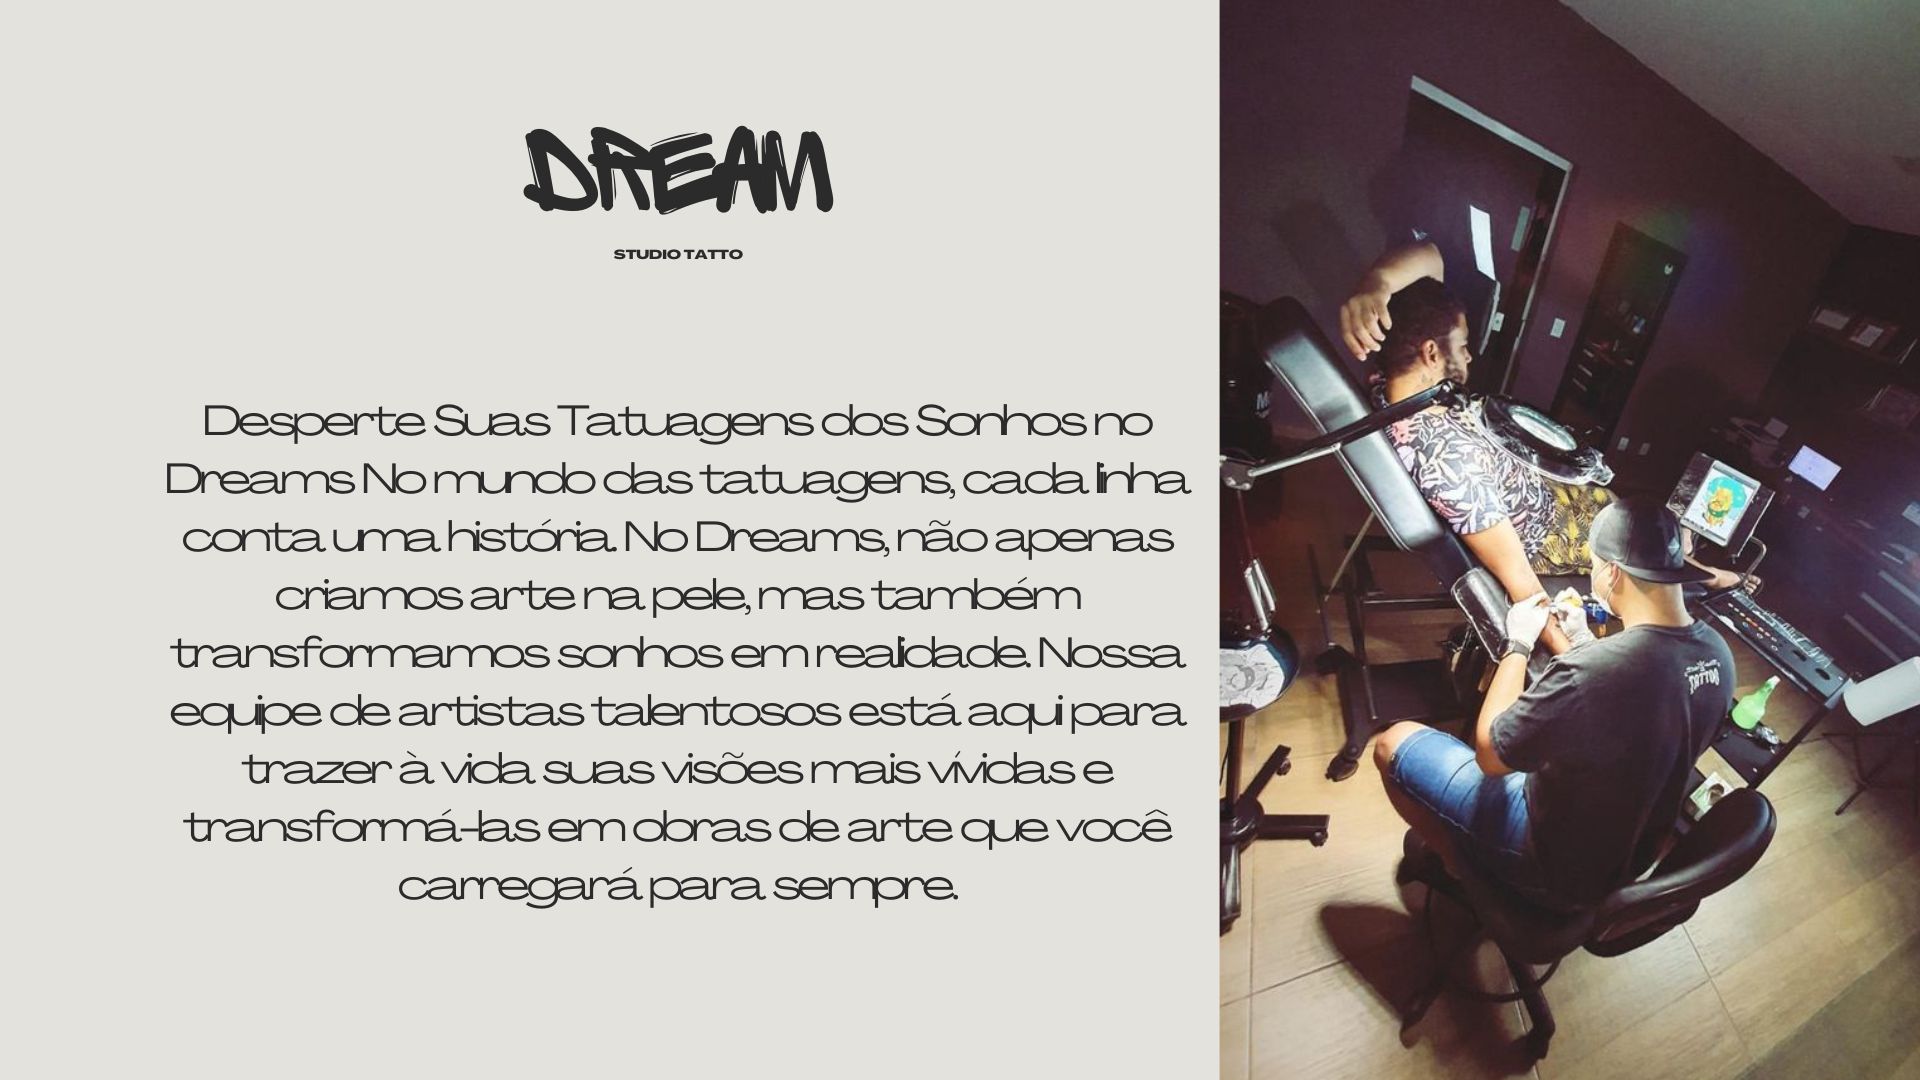 DREAM
STUDIO TATTO
Desperte Suas Tatuagens dos Sonhos no
Dreams No mundo das tatuagens, cada linha
conta uma história. No Dreams, não apenas
criamos arte na pele, mas também
transformamos sonhos em realidade. Nossa
equipe de artistas talentosos está aqui para
trazer à vida suas visões mais vívidas e
transformá-las em obras de arte que você
carregará para sempre.
TATTOO